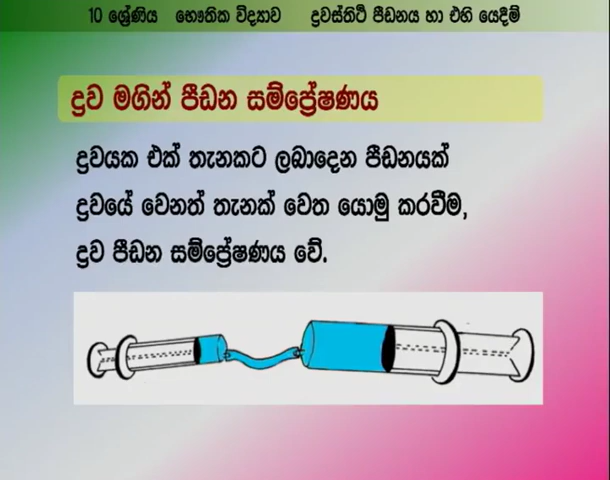 10 ශ්‍රේණිය භෞතික විද්‍යාව ද්‍රවස්තිථි පීඩනය හා එහි යෙදීම්
ද්‍රව මගින් පීඩන සම්ප්‍රේෂණය
ද්‍රවයක එක් තැනකට ලබාදෙන පීඩනයක්
ද්‍රවයේ වෙනත් තැනක් වෙත යොමු කරවීම,
ද්‍රව පීඩන සම්ප්‍රේෂණය වේ.